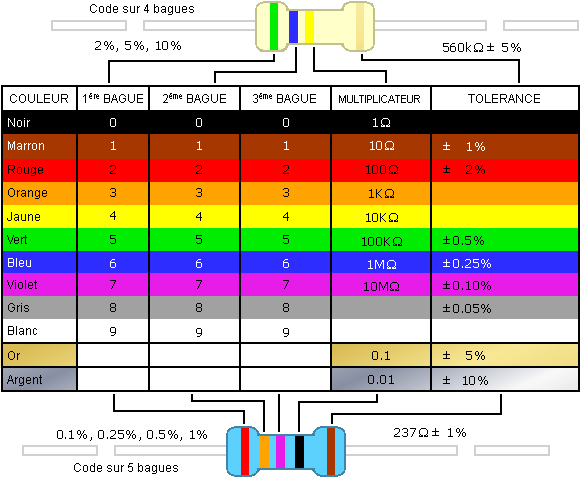 Code sur 4 bagues
2%, 5%, 10%
560kΩ ± 5%
COULEUR 1ére BAGUE 2éme BAGUE 3éme BAGUE MULTIPLICATEUR TOLERANCE
Noir 0 0 0 1Ω
Marron 1 1 1 10Ω ± 1%
Rouge 2 2 2 100Ω ± 2%
Orange 3 3 3 1KΩ
Jaune 4 4 4 10KΩ
Vert 5 5 5 100KΩ ±0.5%
Bleu 6 6 6 1MΩ ±0.25%
Violet 7 7 7 10MΩ ±0.10%
Gris 8 8 8 ±0.05%
Blanc 9 9 9
Or 0.1 ± 5%
Argent 0.01 ± 10%
0.1%, 0.25%, 0.5%, 1%
237Ω ± 1%
Code sur 5 bagues